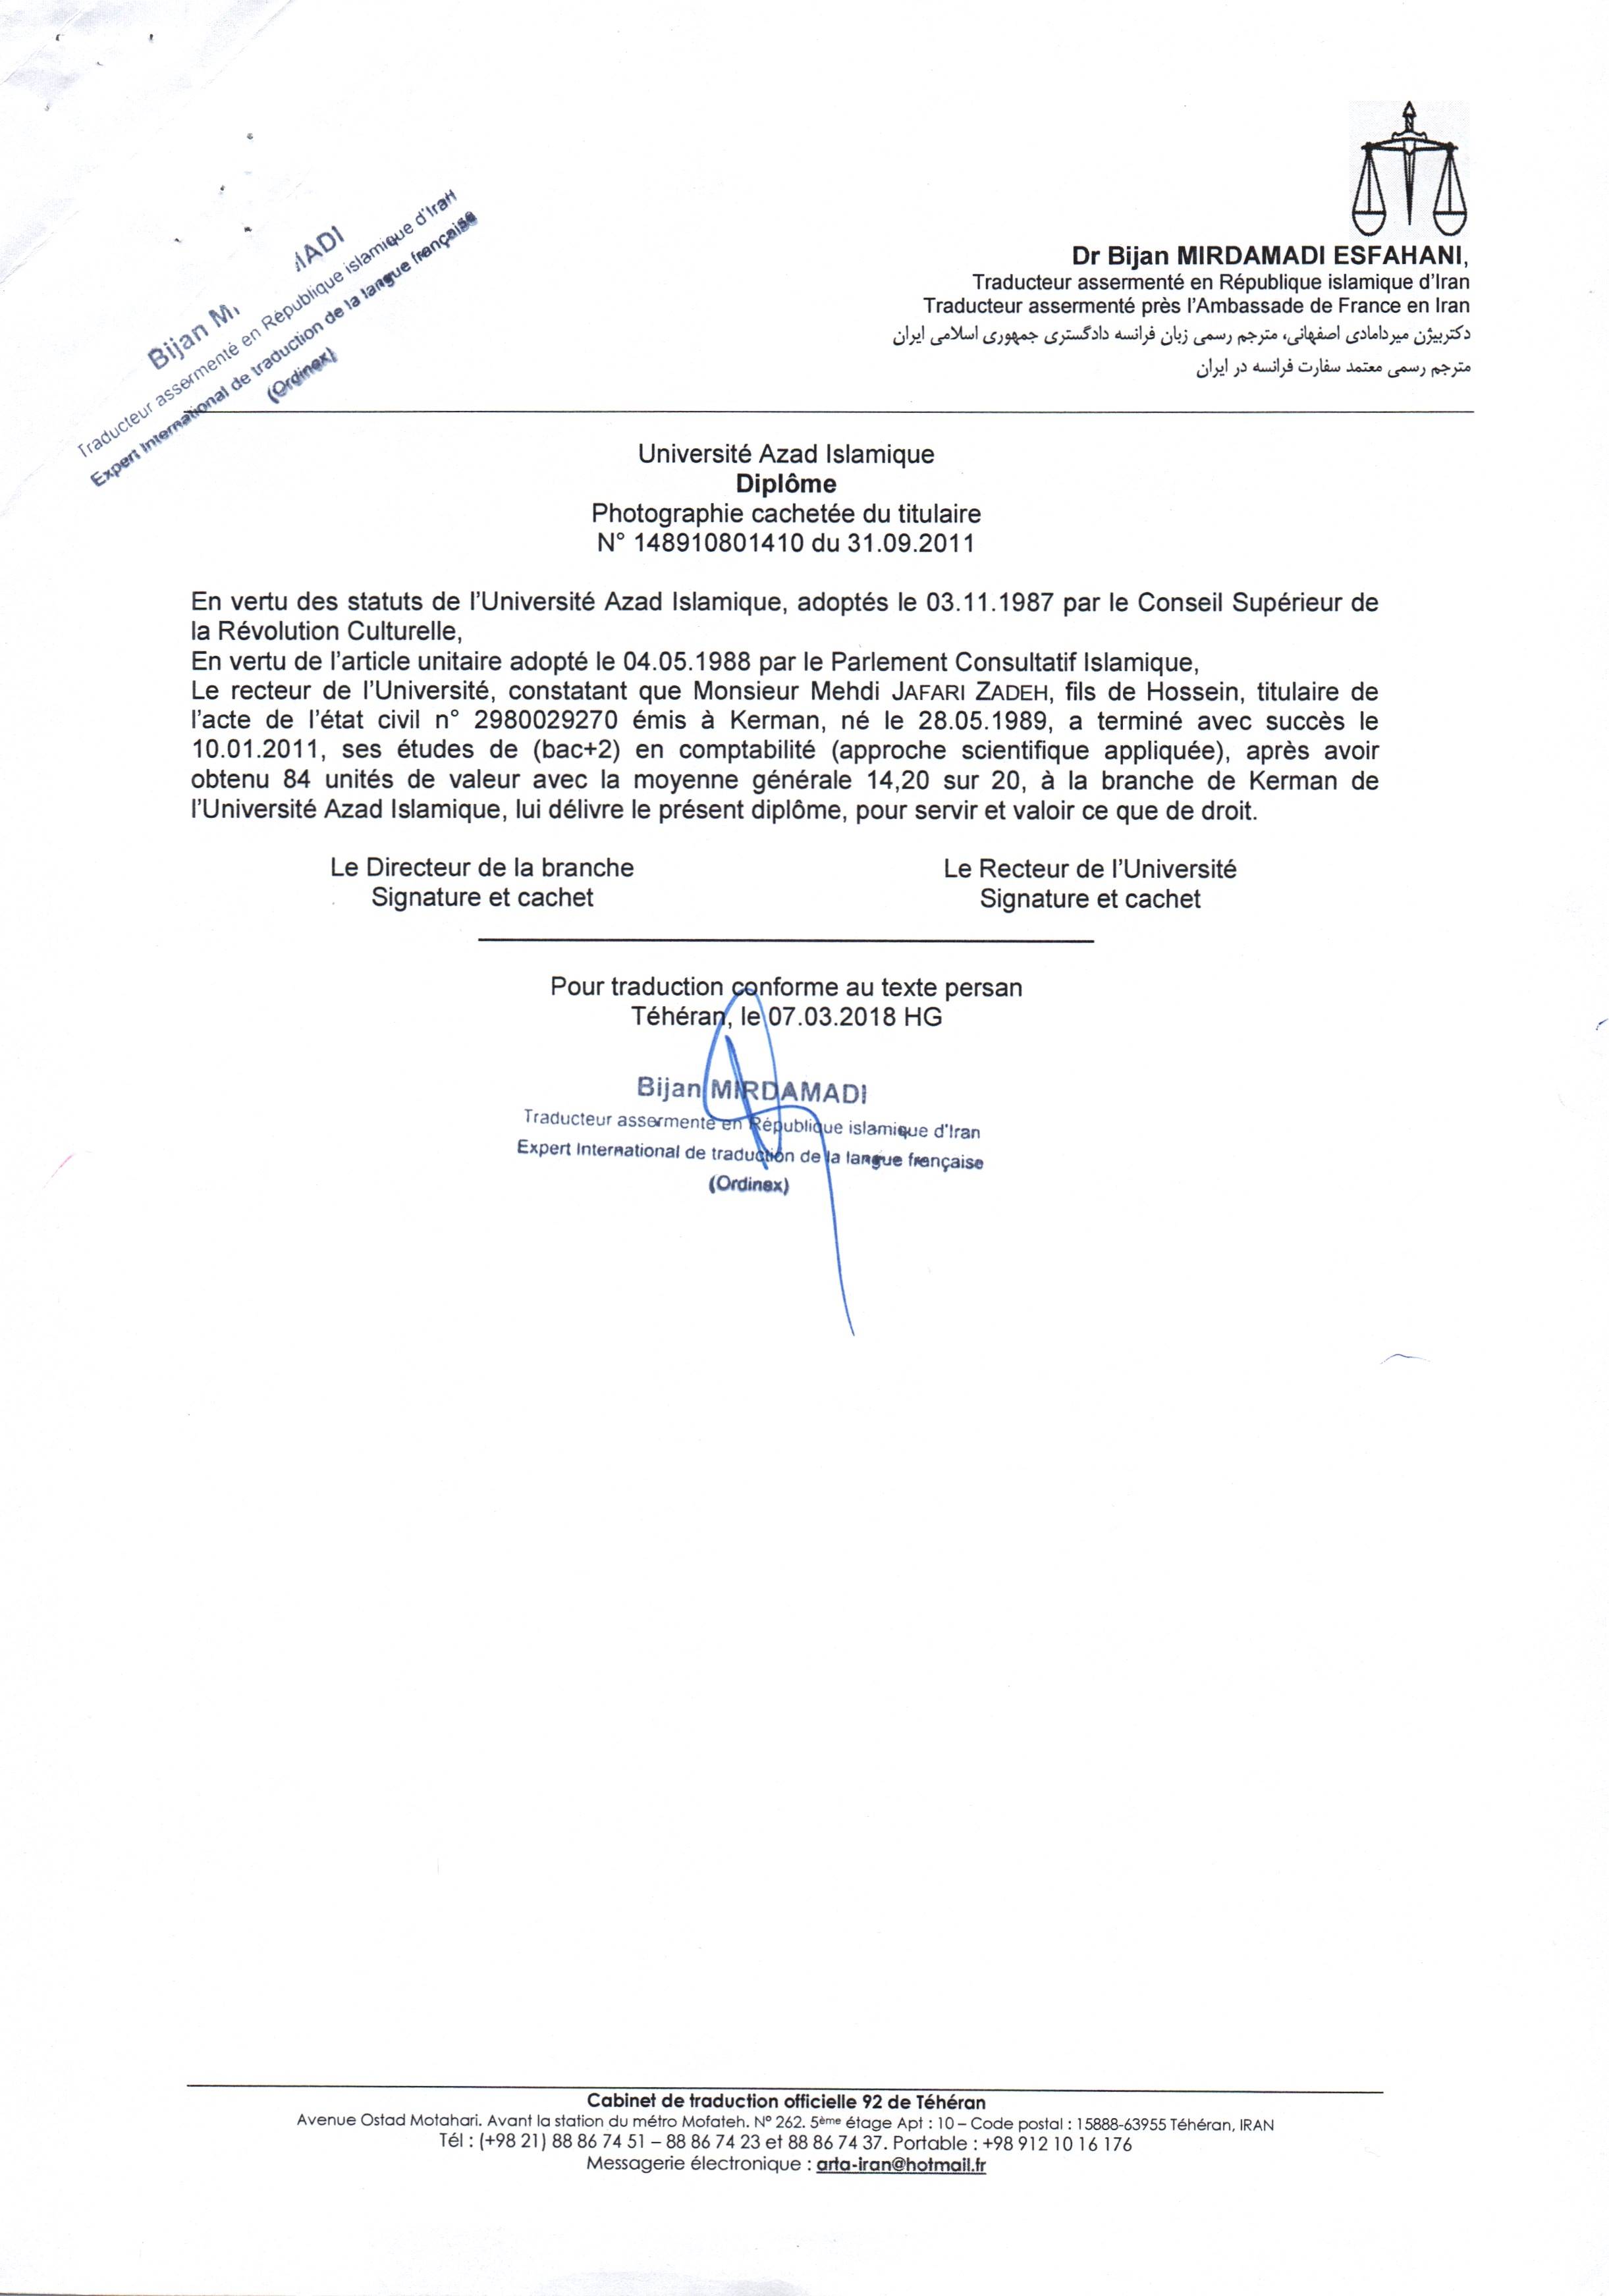 Bijan M
MADI
Traducteur assermenté en République islamique d'Iran
Expert International de traduction de la langue française
(Ordinex)
Dr Bijan MIRDAMADI ESFAHANI,
Traducteur assermenté en République islamique d'Iran
Traducteur assermenté près l'Ambassade de France en Iran
دکتربیژن میردامادی اصفهانی، مترجم رسمی زبان فرانسه دادگستری جمهوری اسلامی ایران
مترجم رسمی معتمد سفارت فرانسه در ایران
Université Azad Islamique
Diplôme
Photographie cachetée du titulaire
N° 148910801410 du 31.09.2011
En vertu des statuts de l'Université Azad Islamique, adoptés le 03.11.1987 par le Conseil Supérieur de
la Révolution Culturelle,
En vertu de l'article unitaire adopté le 04.05.1988 par le Parlement Consultatif Islamique,
Le recteur de l'Université, constatant que Monsieur Mehdi JAFARI ZADEH, fils de Hossein, titulaire de
l'acte de l'état civil n° 2980029270 émis à Kerman, né le 28.05.1989, a terminé avec succès le
10.01.2011, ses études de (bac+2) en comptabilité (approche scientifique appliquée), après avoir
obtenu 84 unités de valeur avec la moyenne générale 14,20 sur 20, à la branche de Kerman de
l'Université Azad Islamique, lui délivre le présent diplôme, pour servir et valoir ce que de droit.
Le Directeur de la branche
Signature et cachet
Le Recteur de l'Université
Signature et cachet
Pour traduction conforme au texte persan
Téhéran, le 07.03.2018 HG
Bijan MIRDAMADI
Traducteur assermenté en République islamique d'Iran
Expert International de traduction de la langue française
(Ordinex)
Cabinet de traduction officielle 92 de Téhéran
Avenue Ostad Motahari. Avant la station du métro Mofateh. N° 262. 5ème étage Apt : 10 – Code postal : 15888-63955 Téhéran, IRAN
Tél : (+98 21) 88 86 74 51 – 88 86 74 23 et 88 86 74 37. Portable : +98 912 10 16 176
Messagerie électronique : arta-iran@hotmail.fr